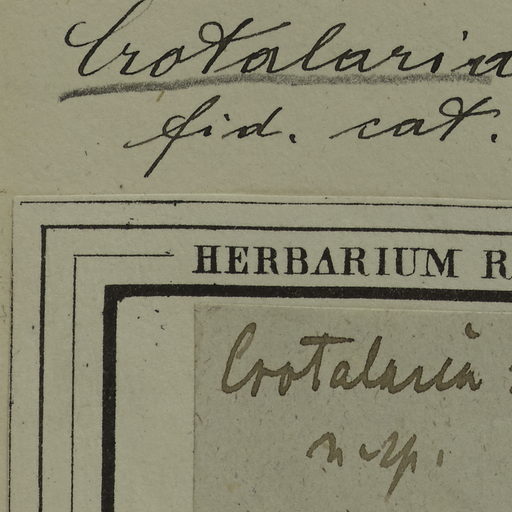 Crotalaria
fid. cat.
HERBARIUM
Crotalaria
n. sp.